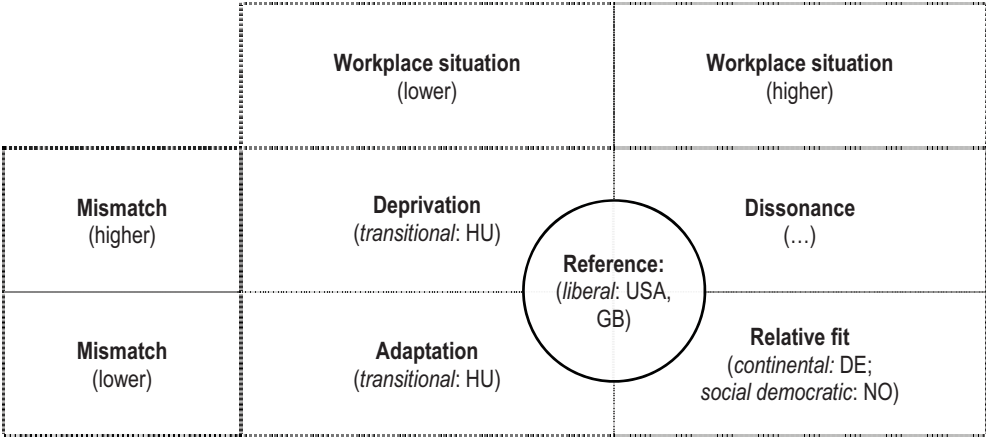 Workplace situation
(lower)
Workplace situation
(higher)
Mismatch
(higher)
Deprivation
(transitional: HU)
Dissonance
(…)
Reference:
(liberal: USA,
GB)
Mismatch
(lower)
Adaptation
(transitional: HU)
Relative fit
(continental: DE;
social democratic: NO)